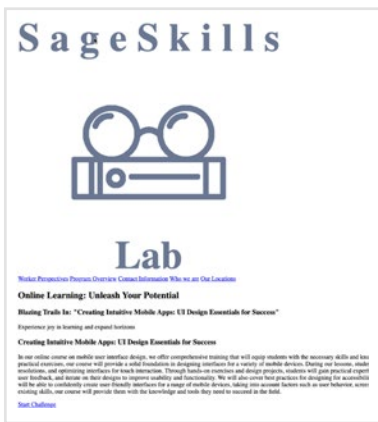 SageSkills
Lab
Worker Perspectives Program Overview Contact Information Who we are Our Locations
Online Learning: Unleash Your Potential
Blazing Trails In: "Creating Intuitive Mobile Apps: UI Design Essentials for Success"
Experience joy in learning and expand horizons
Creating Intuitive Mobile Apps: UI Design Essentials for Success
In our online course on mobile user interface design, we offer comprehensive training that will equip students with the necessary skills and
practical exercises, our course will provide a solid foundation in designing interfaces for a variety of mobile devices. During our lessons,
resolutions, and optimizing interfaces for touch interaction. Through hands-on exercises and design projects, students will gain practical
user feedback, and iterate on their designs to improve usability and functionality. We will also cover best practices for designing for
will be able to confidently create user-friendly interfaces for a range of mobile devices, taking into account factors such as user behavior,
existing skills, our course will provide them with the knowledge and tools they need to succeed in the field.
Start Challenge